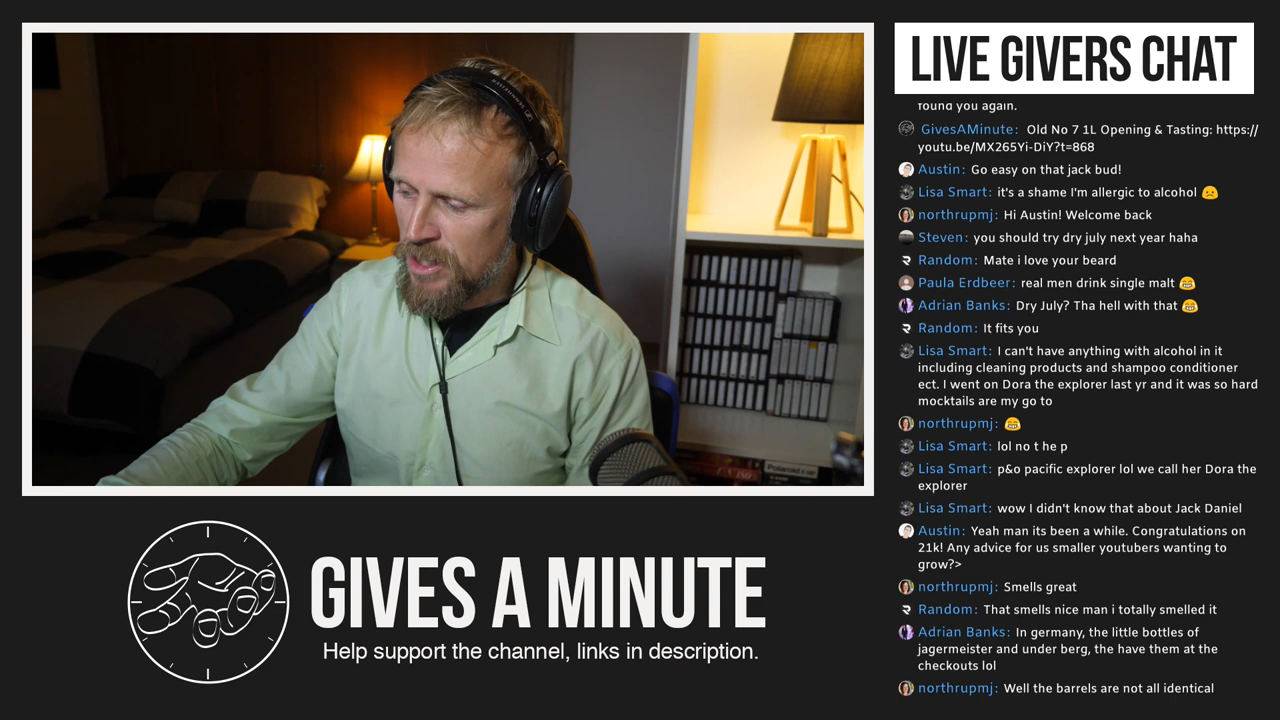 LIVE GIVERS CHAT
found you again.
GivesAMinute: Old No 7 1L Opening & Tasting: https://
youtu.be/MX265Yi-DiY?t=868
Austin: Go easy on that jack bud!
Lisa Smart: it's a shame I'm allergic to alcohol 😞
northrupmj: Hi Austin! Welcome back
Steven: you should try dry july next year haha
Random: Mate i love your beard
Paula Erdbeer: real men drink single malt 😂
Adrian Banks: Dry July? Tha hell with that 😂
Random: It fits you
Lisa Smart: I can't have anything with alcohol in it
including cleaning products and shampoo conditioner
ect. I went on Dora the explorer last yr and it was so hard
mocktails are my go to
northrupmj: 😂
Lisa Smart: lol no t he p
Lisa Smart: p&o pacific explorer lol we call her Dora the
explorer
Lisa Smart: wow I didn't know that about Jack Daniel
Austin: Yeah man its been a while. Congratulations on
21k! Any advice for us smaller youtubers wanting to
grow?>
northrupmj: Smells great
Random: That smells nice man i totally smelled it
Adrian Banks: In germany, the little bottles of
jagermeister and under berg, the have them at the
checkouts lol
northrupmj: Well the barrels are not all identical
GIVES A MINUTE
Help support the channel, links in description.
SENNHEISER
Polaroid